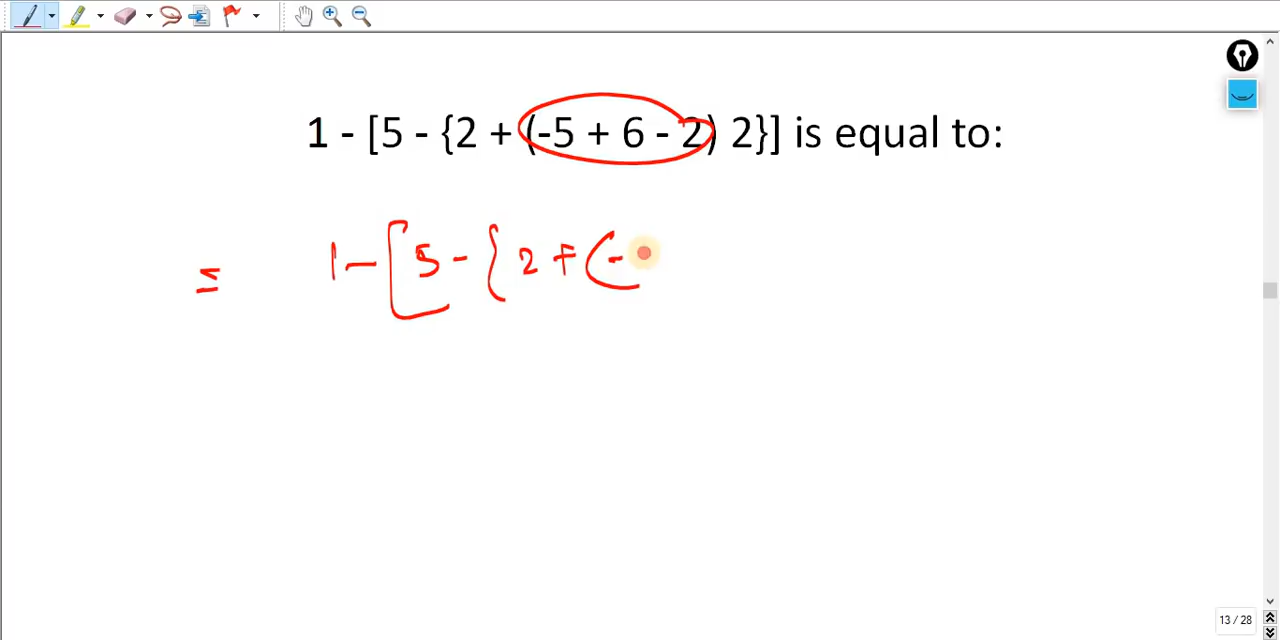 1 - [5 - {2 + (-5 + 6 - 2) 2}] is equal to:
= 1 - [ 5 - { 2 + ( -
13 / 28